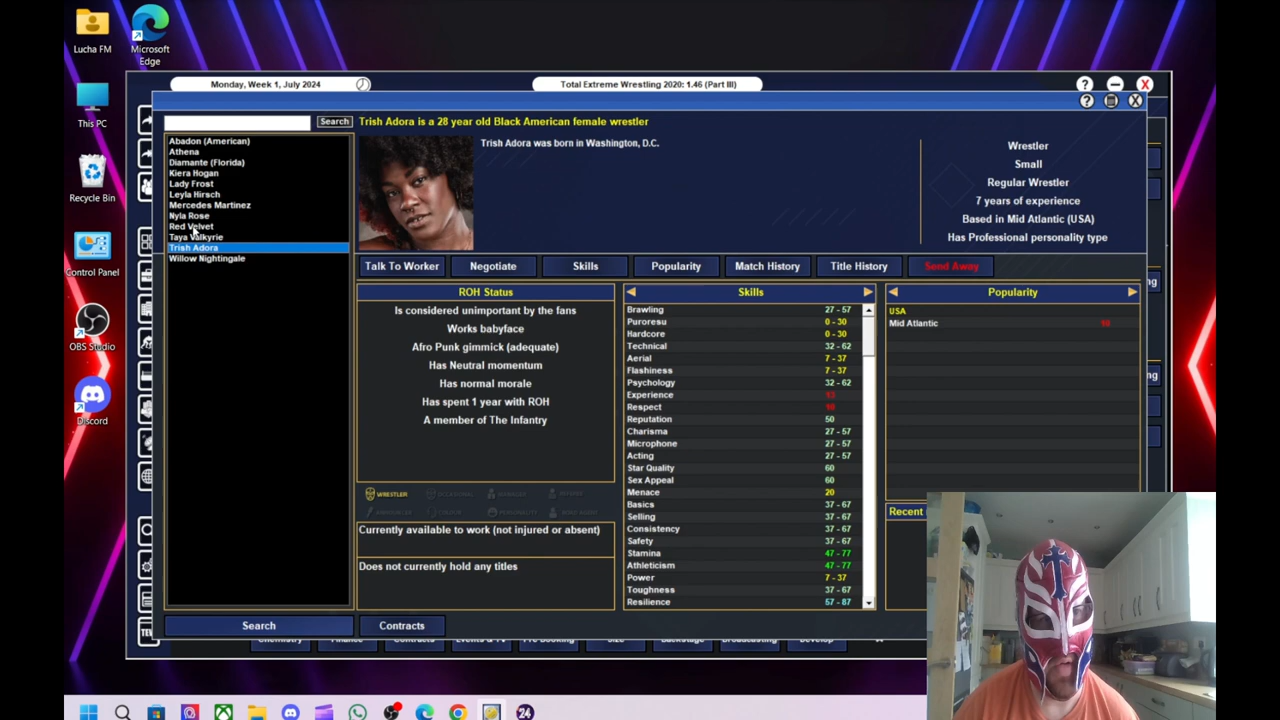 Lucha FM
Microsoft
Edge
This PC
Recycle Bin
Control Panel
OBS Studio
Discord
Monday, Week 1, July 2024
Total Extreme Wrestling 2020: 1.46 (Part III)
?
X
?
X
Search
Trish Adora is a 28 year old Black American female wrestler
Abadon (American)
Athena
Diamante (Florida)
Kiera Hogan
Lady Frost
Leyla Hirsch
Mercedes Martinez
Nyla Rose
Red Velvet
Taya Valkyrie
Trish Adora
Willow Nightingale
Trish Adora was born in Washington, D.C.
Wrestler
Small
Regular Wrestler
7 years of experience
Based in Mid Atlantic (USA)
Has Professional personality type
Talk To Worker
Negotiate
Skills
Popularity
Match History
Title History
Send Away
ROH Status
Is considered unimportant by the fans
Works babyface
Afro Punk gimmick (adequate)
Has Neutral momentum
Has normal morale
Has spent 1 year with ROH
A member of The Infantry
WRESTLER
Currently available to work (not injured or absent)
Does not currently hold any titles
Skills
Brawling 27 - 57
Puroresu 0 - 30
Hardcore 0 - 30
Technical 32 - 62
Aerial 7 - 37
Flashiness 7 - 37
Psychology 32 - 62
Experience 13
Respect 10
Reputation 50
Charisma 27 - 57
Microphone 27 - 57
Acting 27 - 57
Star Quality 60
Sex Appeal 60
Menace 20
Basics 37 - 67
Selling 37 - 67
Consistency 37 - 67
Safety 37 - 67
Stamina 47 - 77
Athleticism 47 - 77
Power 7 - 37
Toughness 37 - 67
Resilience 57 - 87
Popularity
USA
Mid Atlantic
Recent
Search
Contracts
ng
ng
TEW
24